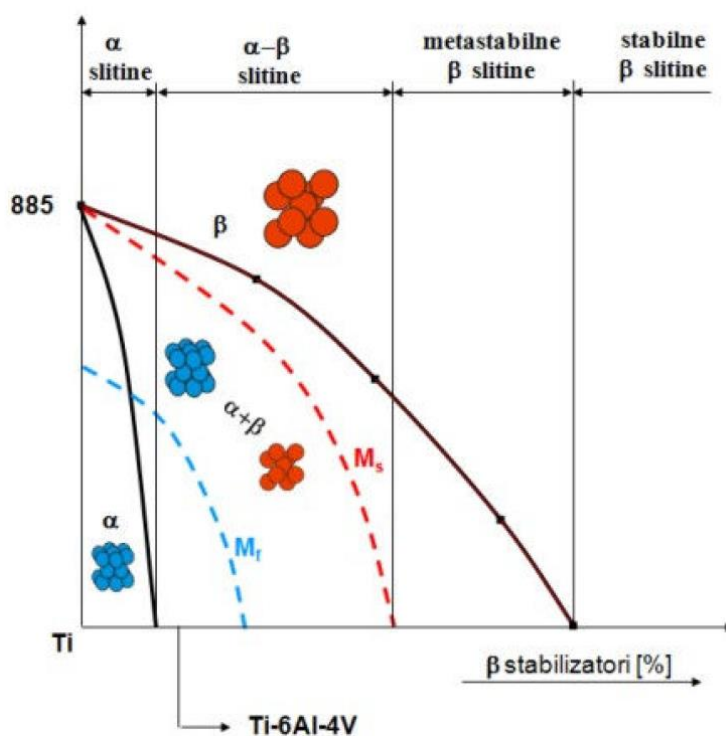 α
slitine
α–β
slitine
metastabilne
β slitine
stabilne
β slitine
885
β
α+β
Ms
Mf
α
Ti
β stabilizatori [%]
Ti-6Al-4V